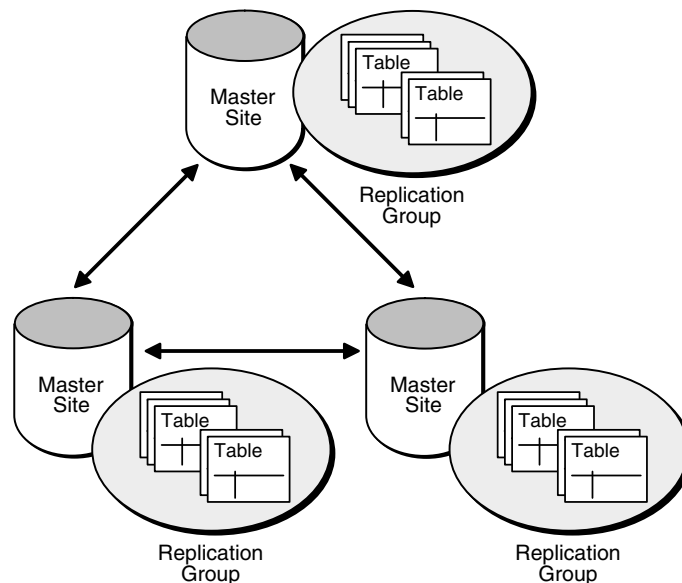 Table
Table
Master
Site
Replication
Group
Master
Site
Table
Table
Replication
Group
Master
Site
Table
Table
Replication
Group